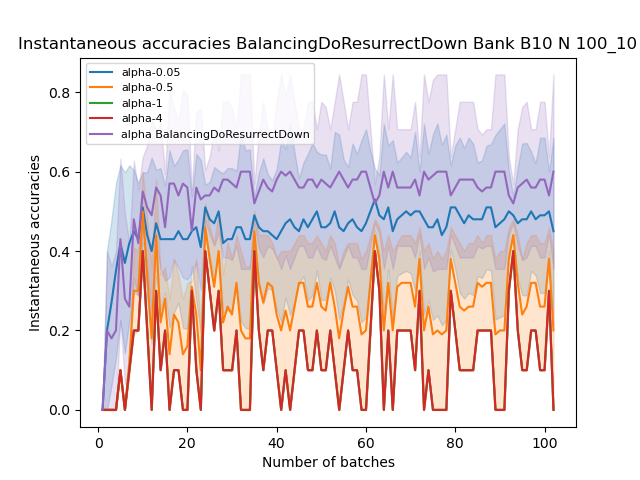 Instantaneous accuracies BalancingDoResurrectDown Bank B10 N 100_10
alpha-0.05
alpha-0.5
alpha-1
alpha-4
alpha BalancingDoResurrectDown
0.8
0.6
0.4
0.2
0.0
Instantaneous accuracies
0 20 40 60 80 100
Number of batches